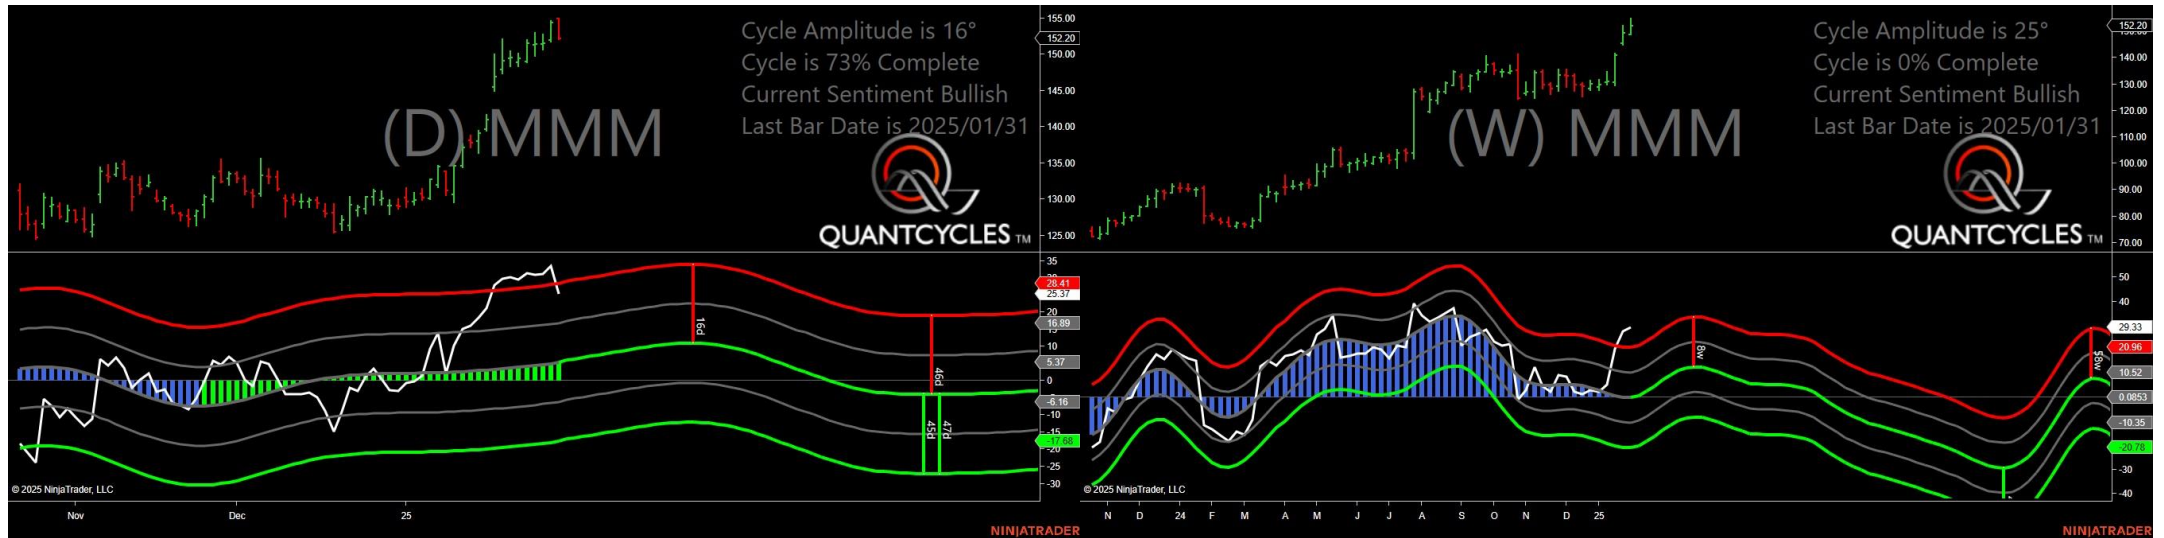 Cycle Amplitude is 16°
Cycle is 73% Complete
Current Sentiment Bullish
Last Bar Date is 2025/01/31
(D) MMM
QUANTCYCLES TM
155.00
152.20
150.00
145.00
140.00
135.00
130.00
125.00
35
28.41
25.37
20
16.89
10
5.37
0
-6.16
-10
-15
-17.68
-20
-25
-30
16d
46d
45d
47d
© 2025 NinjaTrader, LLC
Nov
Dec
25
NINJATRADER
Cycle Amplitude is 25°
Cycle is 0% Complete
Current Sentiment Bullish
Last Bar Date is 2025/01/31
(W) MMM
QUANTCYCLES TM
152.20
140.00
130.00
120.00
110.00
100.00
90.00
80.00
70.00
50
40
29.33
20.96
10.52
0.0853
-10.35
-20.78
-30
-40
8w
© 2025 NinjaTrader, LLC
N D 24 F M A M J J A S O N D 25
NINJATRADER